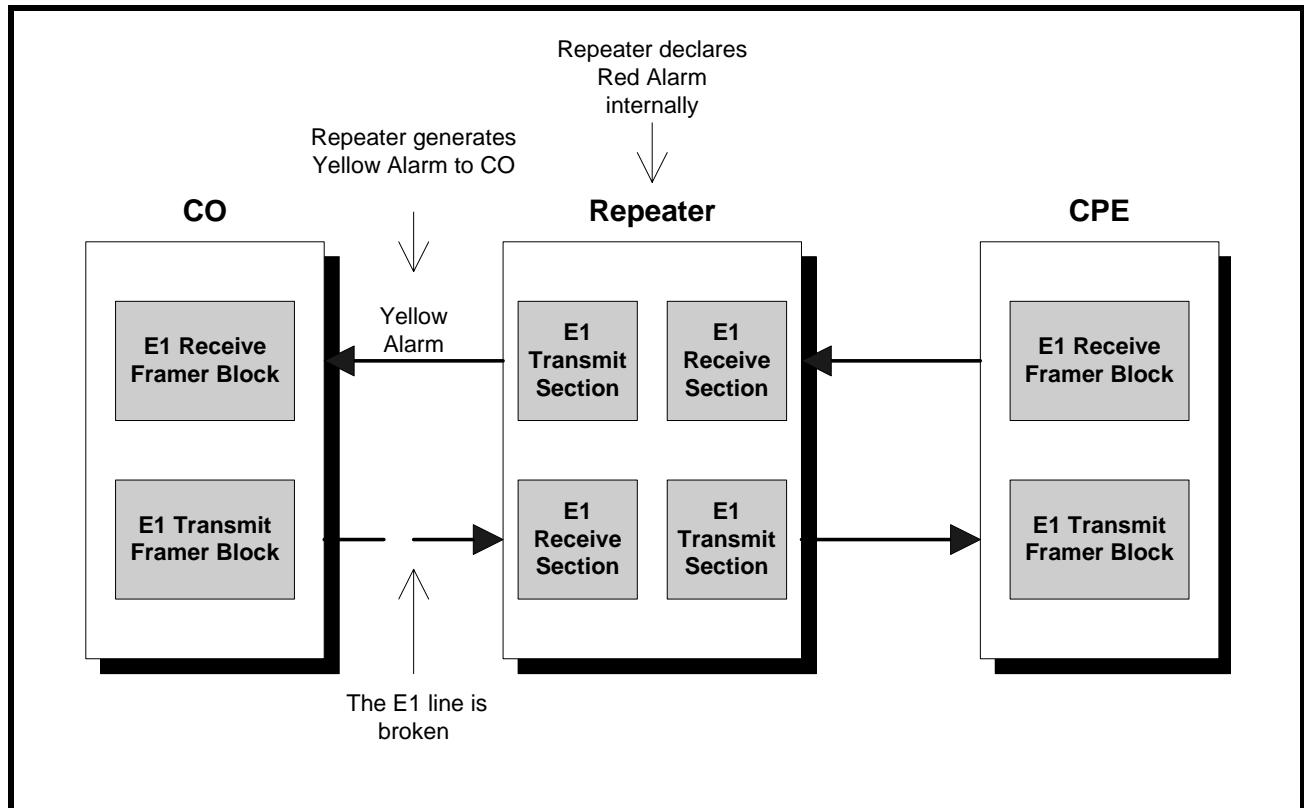 Repeater declares
Red Alarm
internally
Repeater generates
Yellow Alarm to CO
CO
Repeater
CPE
E1 Receive
Framer Block
Yellow
Alarm
E1
Transmit
Section
E1
Receive
Section
E1 Receive
Framer Block
E1 Transmit
Framer Block
E1
Receive
Section
E1
Transmit
Section
E1 Transmit
Framer Block
The E1 line is
broken